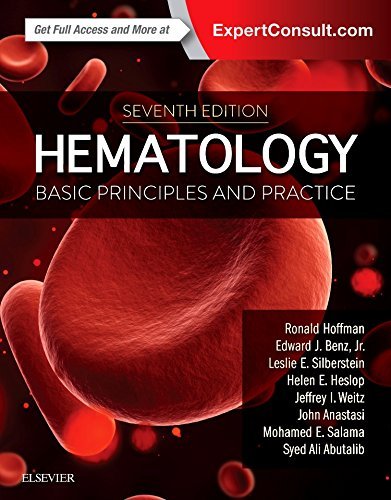 Get Full Access and More at
ExpertConsult.com
SEVENTH EDITION
HEMATOLOGY
BASIC PRINCIPLES AND PRACTICE
Ronald Hoffman
Edward J. Benz, Jr.
Leslie E. Silberstein
Helen E. Heslop
Jeffrey I. Weitz
John Anastasi
Mohamed E. Salama
Syed Ali Abutalib
ELSEVIER